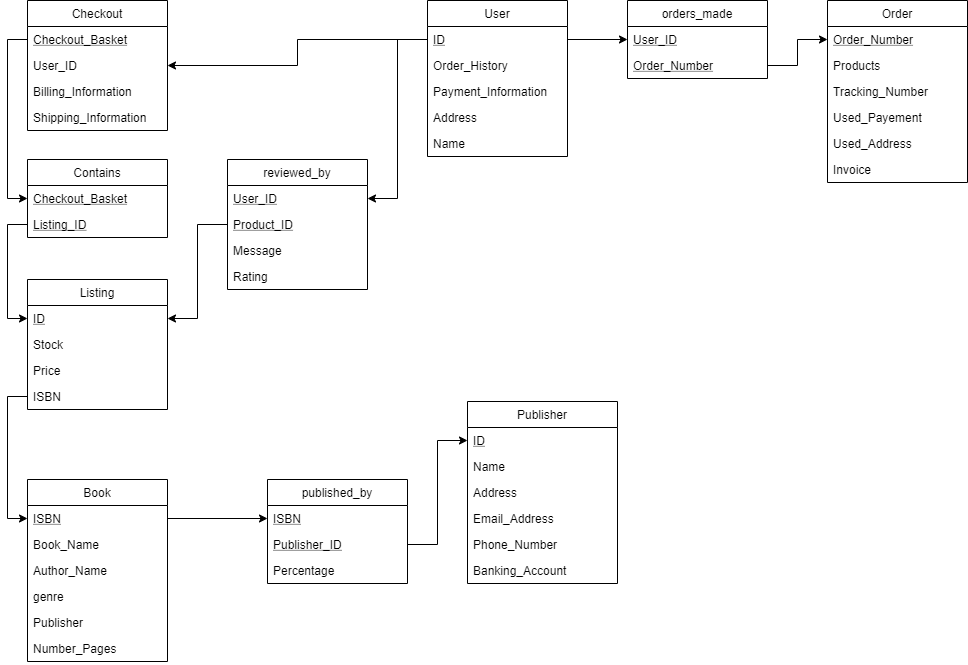 Checkout
Checkout_Basket
User_ID
Billing_Information
Shipping_Information
User
ID
Order_History
Payment_Information
Address
Name
orders_made
User_ID
Order_Number
Order
Order_Number
Products
Tracking_Number
Used_Payement
Used_Address
Invoice
Contains
Checkout_Basket
Listing_ID
reviewed_by
User_ID
Product_ID
Message
Rating
Listing
ID
Stock
Price
ISBN
Publisher
ID
Name
Address
Email_Address
Phone_Number
Banking_Account
Book
ISBN
Book_Name
Author_Name
genre
Publisher
Number_Pages
published_by
ISBN
Publisher_ID
Percentage